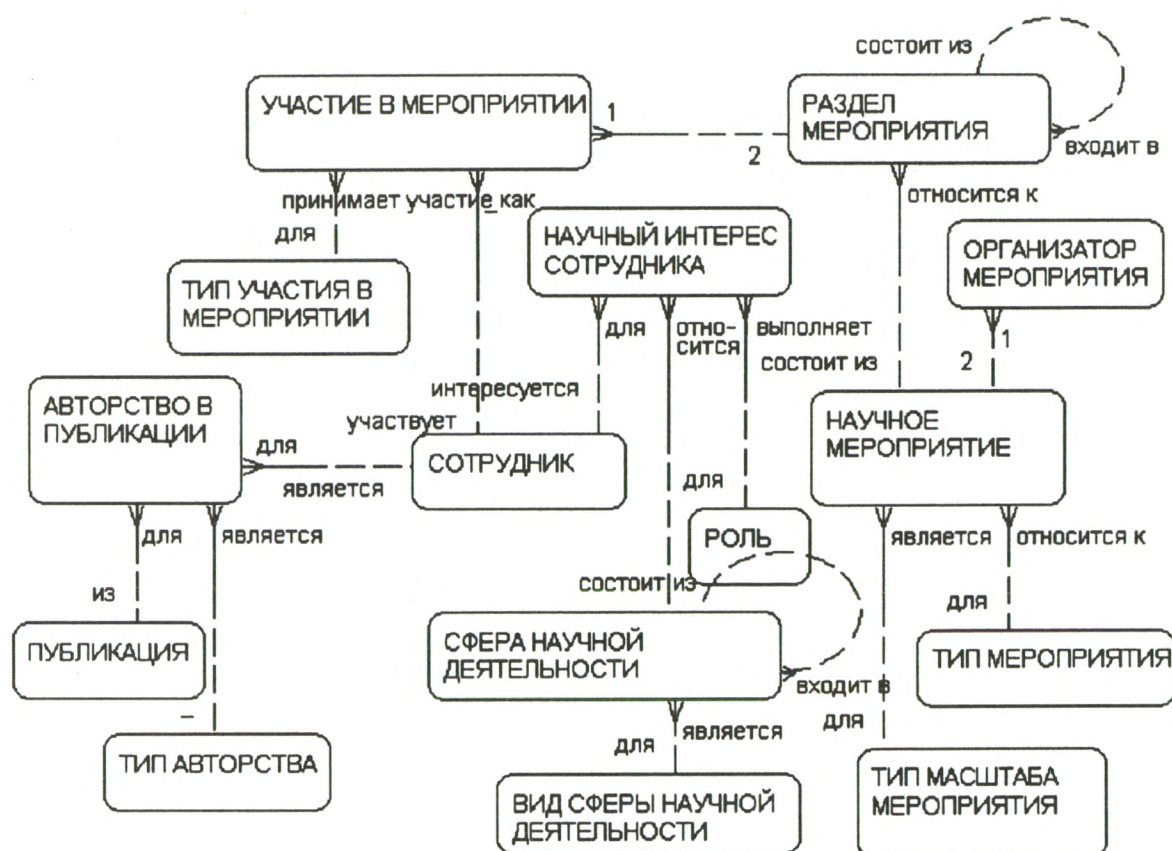 состоит из
УЧАСТИЕ В МЕРОПРИЯТИИ
РАЗДЕЛ
МЕРОПРИЯТИЯ
1
2
входит в
принимает участие_как
относится к
для
НАУЧНЫЙ ИНТЕРЕС
СОТРУДНИКА
ОРГАНИЗАТОР
МЕРОПРИЯТИЯ
ТИП УЧАСТИЯ В
МЕРОПРИЯТИИ
для
отно-
сится
выполняет
1
состоит из
2
интересуется
АВТОРСТВО В
ПУБЛИКАЦИИ
участвует
НАУЧНОЕ
МЕРОПРИЯТИЕ
для
СОТРУДНИК
является
для
для
является
РОЛЬ
является
относится к
состоит из
из
для
ПУБЛИКАЦИЯ
СФЕРА НАУЧНОЙ
ДЕЯТЕЛЬНОСТИ
ТИП МЕРОПРИЯТИЯ
входит в
для
является
для
ТИП АВТОРСТВА
ВИД СФЕРЫ НАУЧНОЙ
ДЕЯТЕЛЬНОСТИ
ТИП МАСШТАБА
МЕРОПРИЯТИЯ